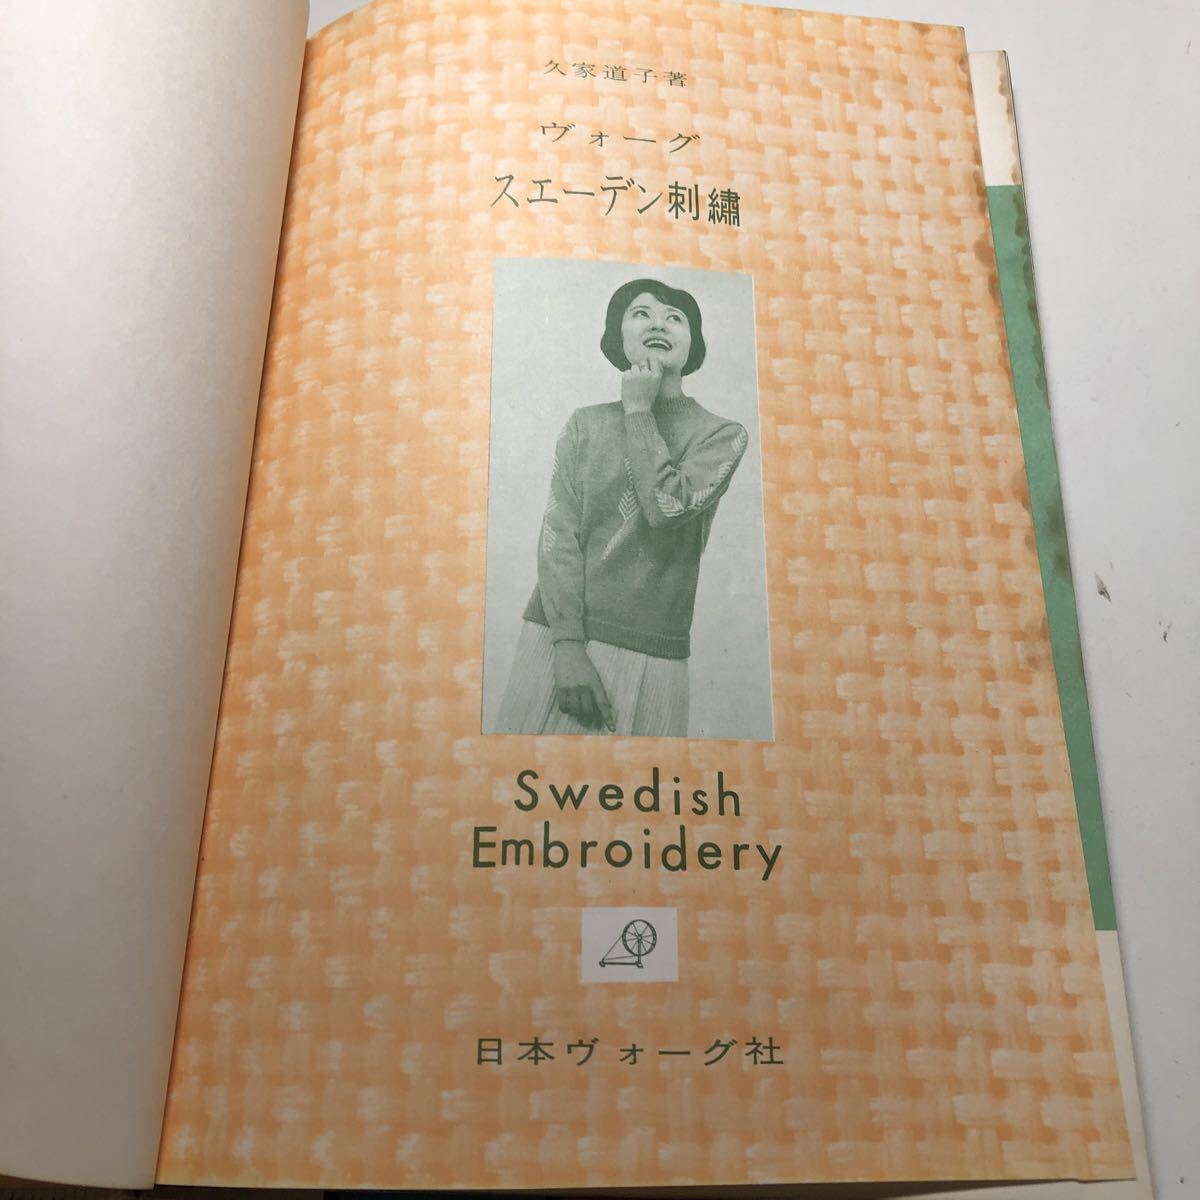 久家道子著
ヴォーグ
スエーデン刺繍
Swedish
Embroidery
日本ヴォーグ社